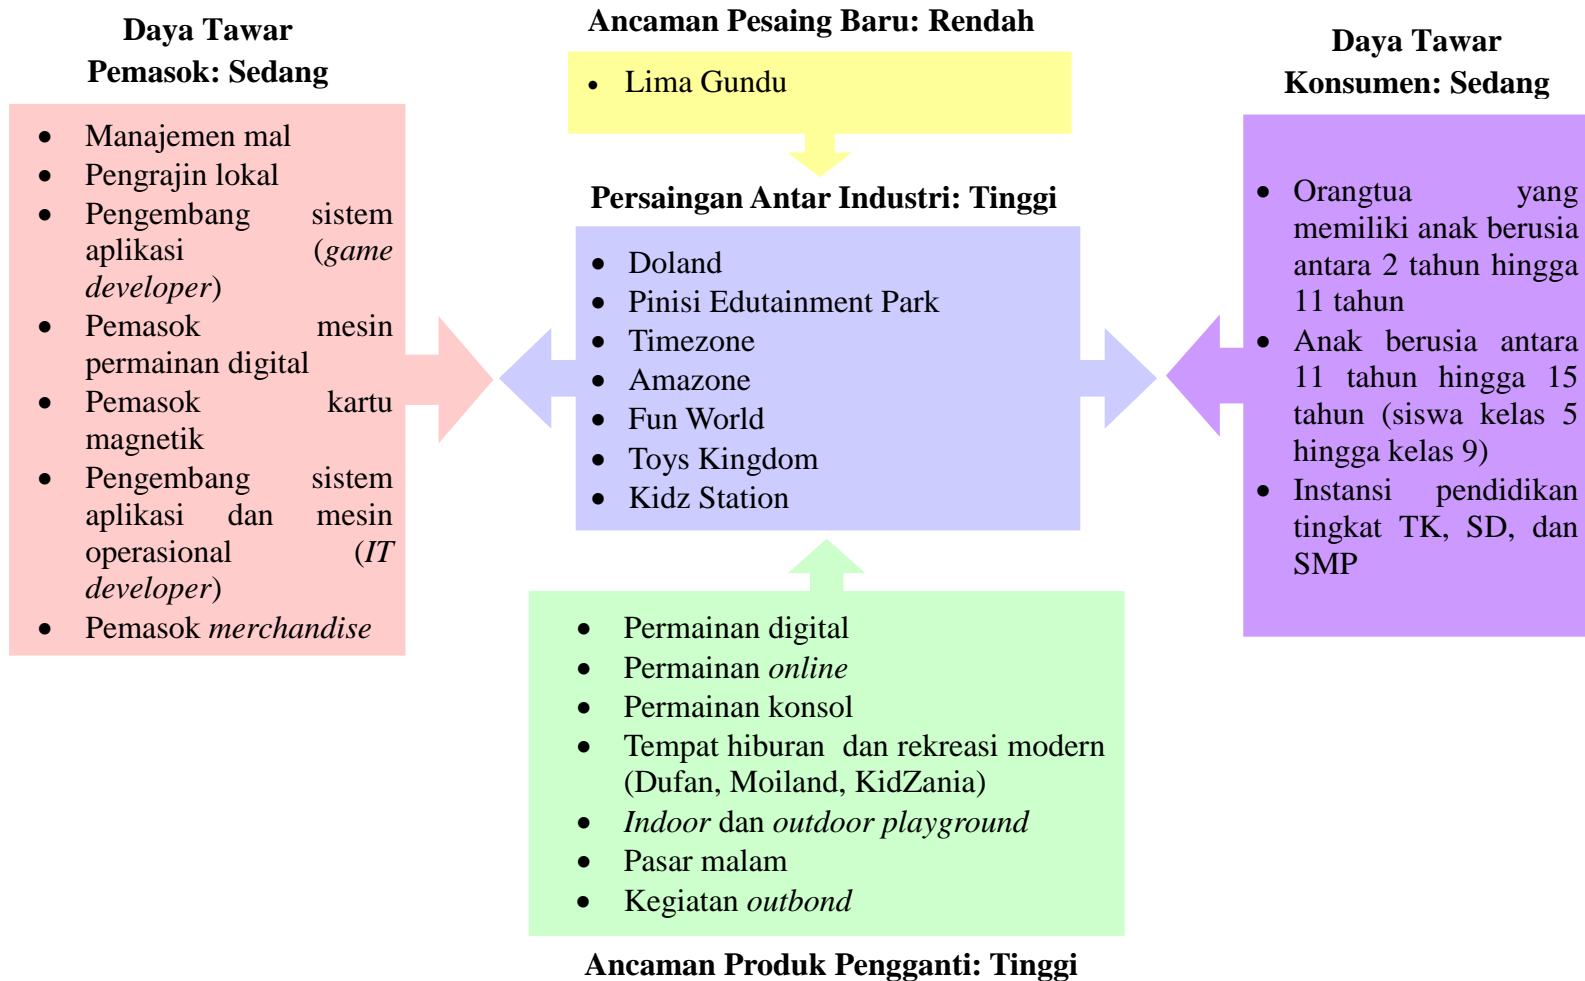 Daya Tawar
Pemasok: Sedang
• Manajemen mal
• Pengrajin lokal
• Pengembang sistem
aplikasi (game
developer)
• Pemasok mesin
permainan digital
• Pemasok kartu
magnetik
• Pengembang sistem
aplikasi dan mesin
operasional (IT
developer)
• Pemasok merchandise
Ancaman Pesaing Baru: Rendah
• Lima Gundu
Persaingan Antar Industri: Tinggi
• Doland
• Pinisi Edutainment Park
• Timezone
• Amazone
• Fun World
• Toys Kingdom
• Kidz Station
• Permainan digital
• Permainan online
• Permainan konsol
• Tempat hiburan dan rekreasi modern
(Dufan, Moiland, KidZania)
• Indoor dan outdoor playground
• Pasar malam
• Kegiatan outbond
Ancaman Produk Pengganti: Tinggi
Daya Tawar
Konsumen: Sedang
• Orangtua yang
memiliki anak berusia
antara 2 tahun hingga
11 tahun
• Anak berusia antara
11 tahun hingga 15
tahun (siswa kelas 5
hingga kelas 9)
• Instansi pendidikan
tingkat TK, SD, dan
SMP